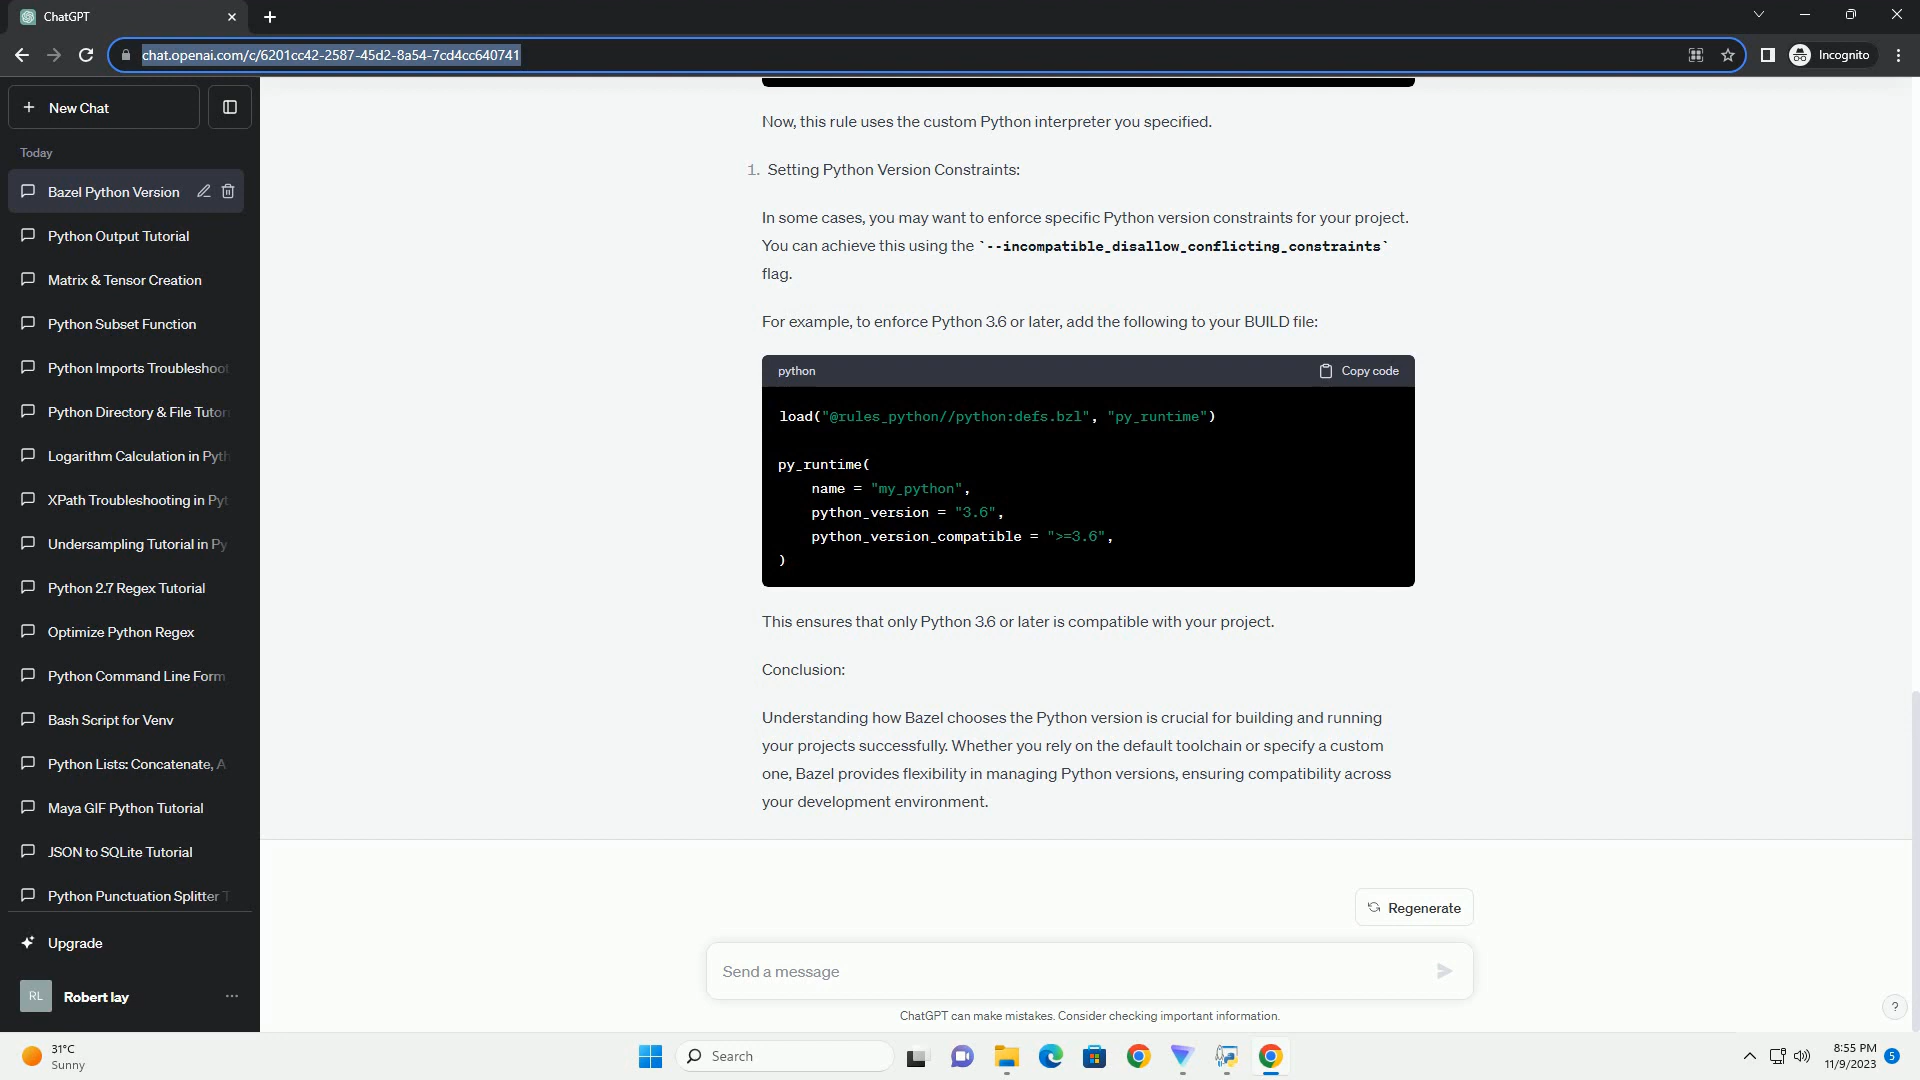 ChatGPT
chat.openai.com/c/6201cc42-2587-45d2-8a54-7cd4cc640741
Incognito
New Chat
Today
Bazel Python Version
Python Output Tutorial
Matrix & Tensor Creation
Python Subset Function
Python Imports Troubleshoot
Python Directory & File Tutor
Logarithm Calculation in Pyth
XPath Troubleshooting in Pyt
Undersampling Tutorial in Py
Python 2.7 Regex Tutorial
Optimize Python Regex
Python Command Line Form
Bash Script for Venv
Python Lists: Concatenate, A
Maya GIF Python Tutorial
JSON to SQLite Tutorial
Python Punctuation Splitter T
Upgrade
RL Robert lay
Now, this rule uses the custom Python interpreter you specified.
1. Setting Python Version Constraints:
In some cases, you may want to enforce specific Python version constraints for your project.
You can achieve this using the `--incompatible_disallow_conflicting_constraints`
flag.
For example, to enforce Python 3.6 or later, add the following to your BUILD file:
python Copy code
load("@rules_python//python:defs.bzl", "py_runtime")
py_runtime(
name = "my_python",
python_version = "3.6",
python_version_compatible = ">=3.6",
)
This ensures that only Python 3.6 or later is compatible with your project.
Conclusion:
Understanding how Bazel chooses the Python version is crucial for building and running
your projects successfully. Whether you rely on the default toolchain or specify a custom
one, Bazel provides flexibility in managing Python versions, ensuring compatibility across
your development environment.
Regenerate
Send a message
ChatGPT can make mistakes. Consider checking important information.
?
31°C
Sunny
Search
8:55 PM
11/9/2023
5